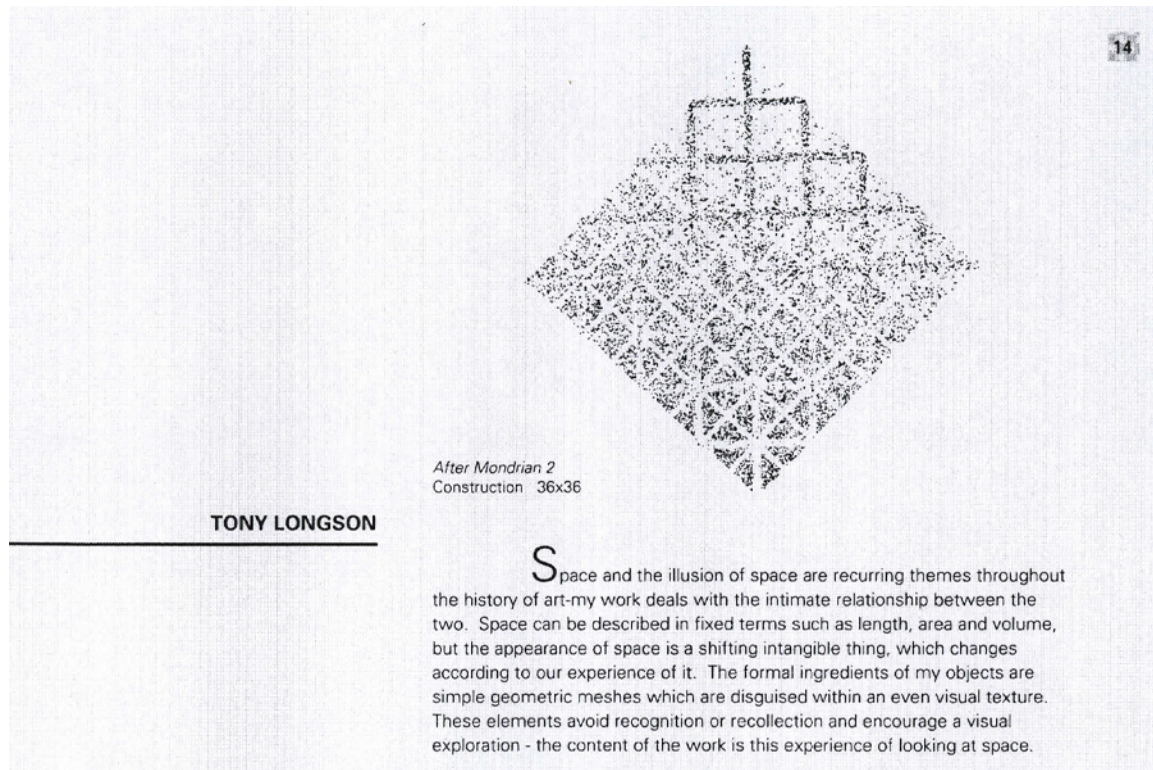 14
After Mondrian 2
Construction 36x36
TONY LONGSON
Space and the illusion of space are recurring themes throughout
the history of art-my work deals with the intimate relationship between the
two. Space can be described in fixed terms such as length, area and volume,
but the appearance of space is a shifting intangible thing, which changes
according to our experience of it. The formal ingredients of my objects are
simple geometric meshes which are disguised within an even visual texture.
These elements avoid recognition or recollection and encourage a visual
exploration - the content of the work is this experience of looking at space.